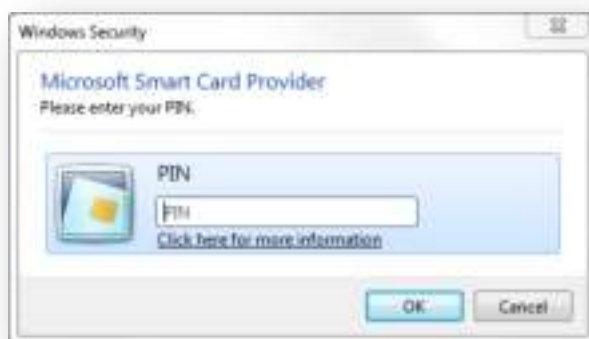 Windows Security
Microsoft Smart Card Provider
Please enter your PIN.
PIN
PIN
Click here for more information
OK
Cancel